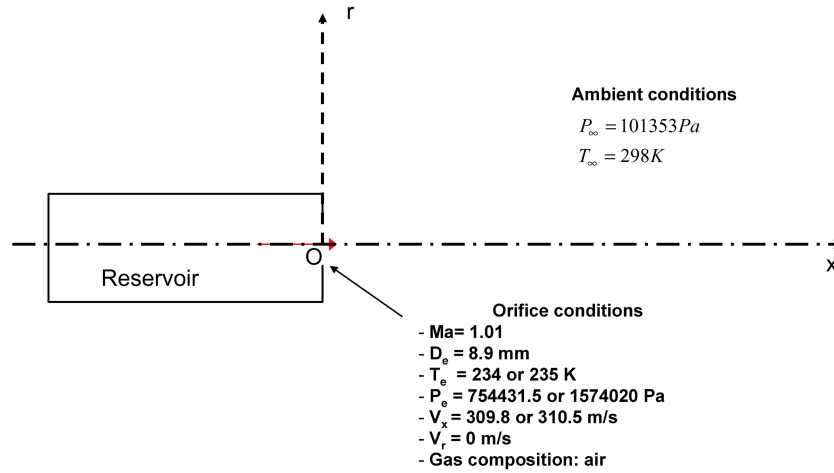 r
Ambient conditions
P∞ = 101353Pa
T∞ = 298K
O
x
Reservoir
Orifice conditions
- Ma= 1.01
- De = 8.9 mm
- Te = 234 or 235 K
- Pe = 754431.5 or 1574020 Pa
- Vx = 309.8 or 310.5 m/s
- Vr = 0 m/s
- Gas composition: air